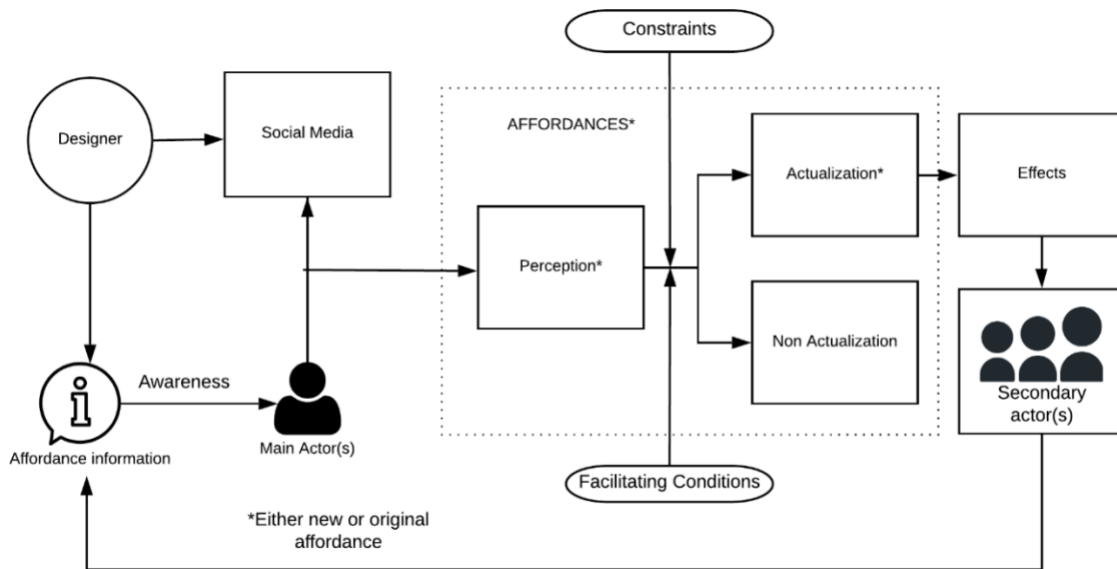 Constraints
Designer
Social Media
AFFORDANCES*
Actualization*
Effects
Perception*
Non Actualization
Awareness
Affordance information
Main Actor(s)
Secondary
actor(s)
Facilitating Conditions
*Either new or original
affordance